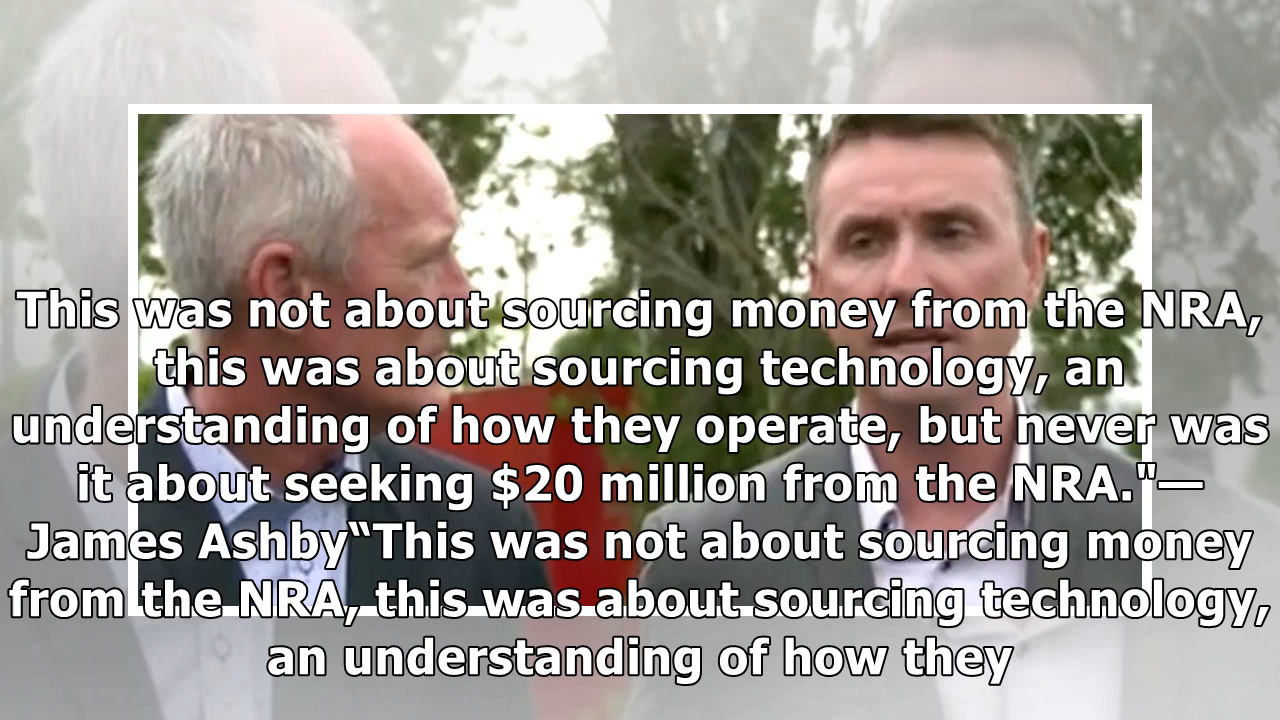 This was not about sourcing money from the NRA,
this was about sourcing technology, an
understanding of how they operate, but never was
it about seeking $20 million from the NRA."—
James Ashby“This was not about sourcing money
from the NRA, this was about sourcing technology,
an understanding of how they